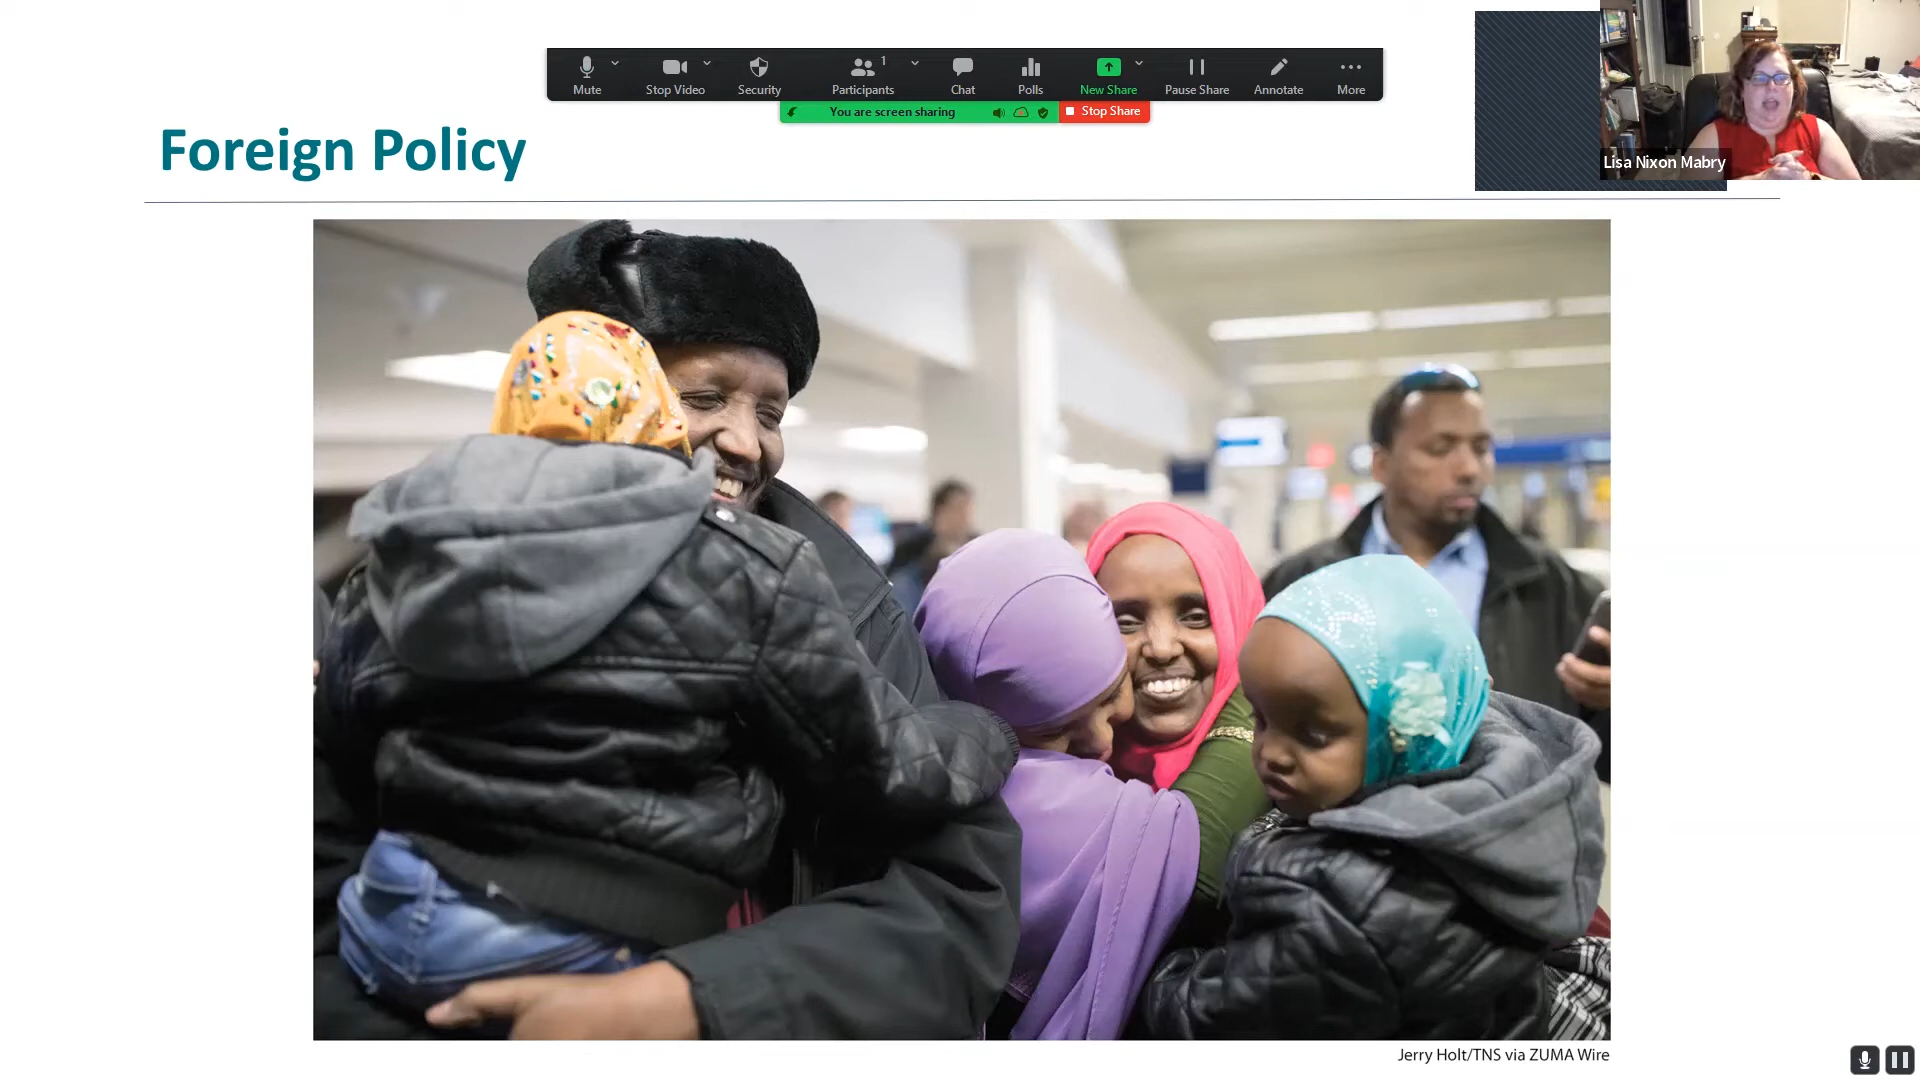 Mute
Stop Video
Security
Participants
1
Chat
Polls
New Share
Pause Share
Annotate
More
You are screen sharing
Stop Share
Lisa Nixon Mabry
Foreign Policy
Jerry Holt/TNS via ZUMA Wire